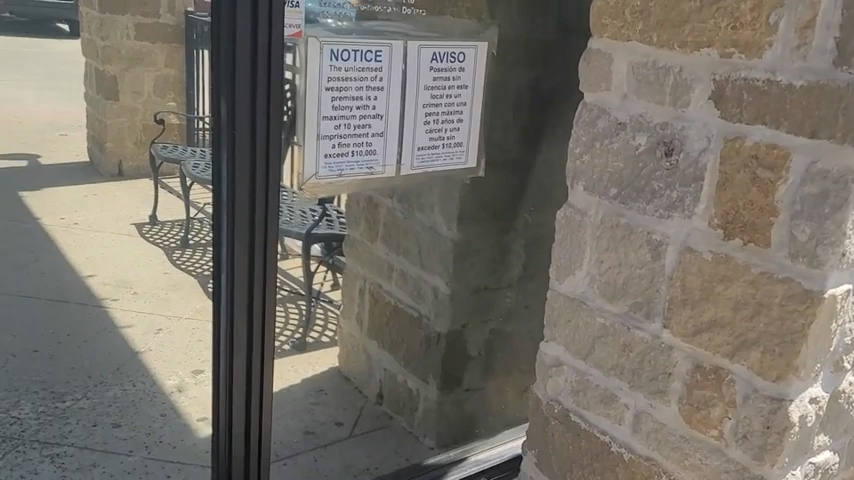 VISA
NOTICE
The unlicensed
possession of a
weapon on these
premises is a
felony with a
maximum penalty
of 10 years
imprisonment and
a fine not to
exceed $10,000.
AVISO
Posesión de
armas sin
licencia en este
local es un
crimen con una
pena máxima
de 10 años de
cárcel y una
multa sin
exceder $10,000.